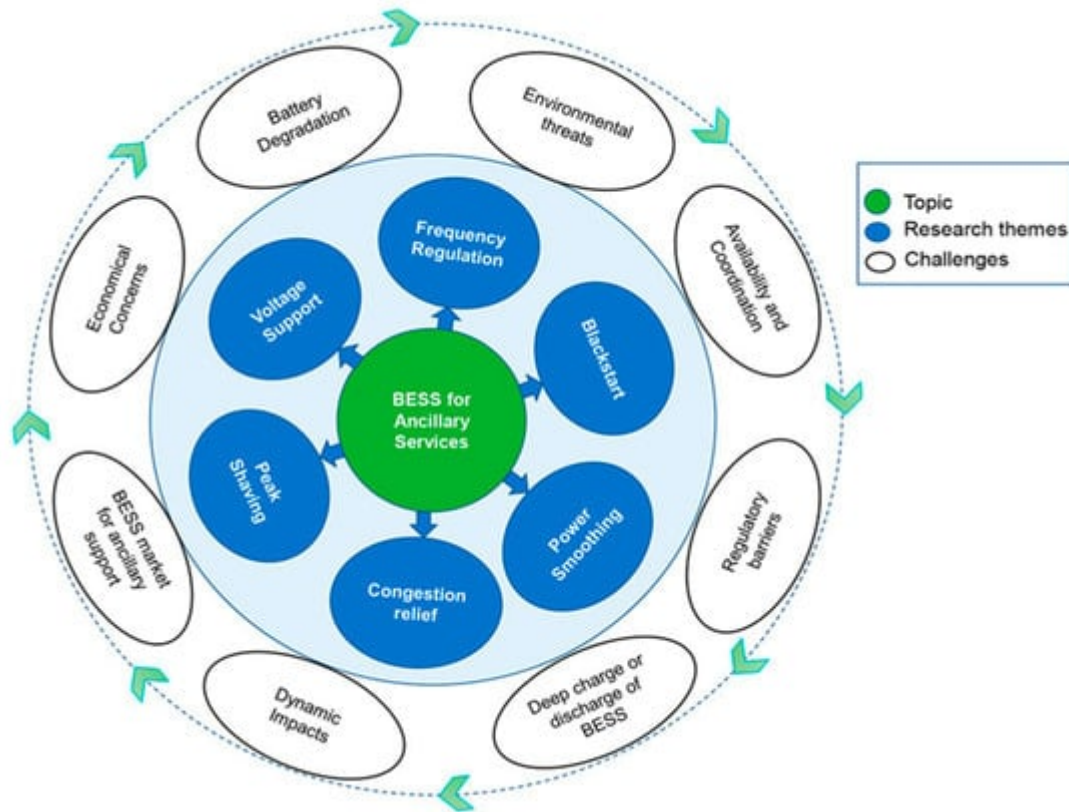 Battery
Degradation
Environmental
threats
Availability and
Coordination
Regulatory
barriers
Deep charge or
discharge of
BESS
Dynamic
Impacts
BESS market
for ancillary
support
Economical
Concerns
Frequency
Regulation
Blackstart
Power
Smoothing
Congestion
relief
Peak
Shaving
Voltage
Support
BESS for
Ancillary
Services
Topic
Research themes
Challenges